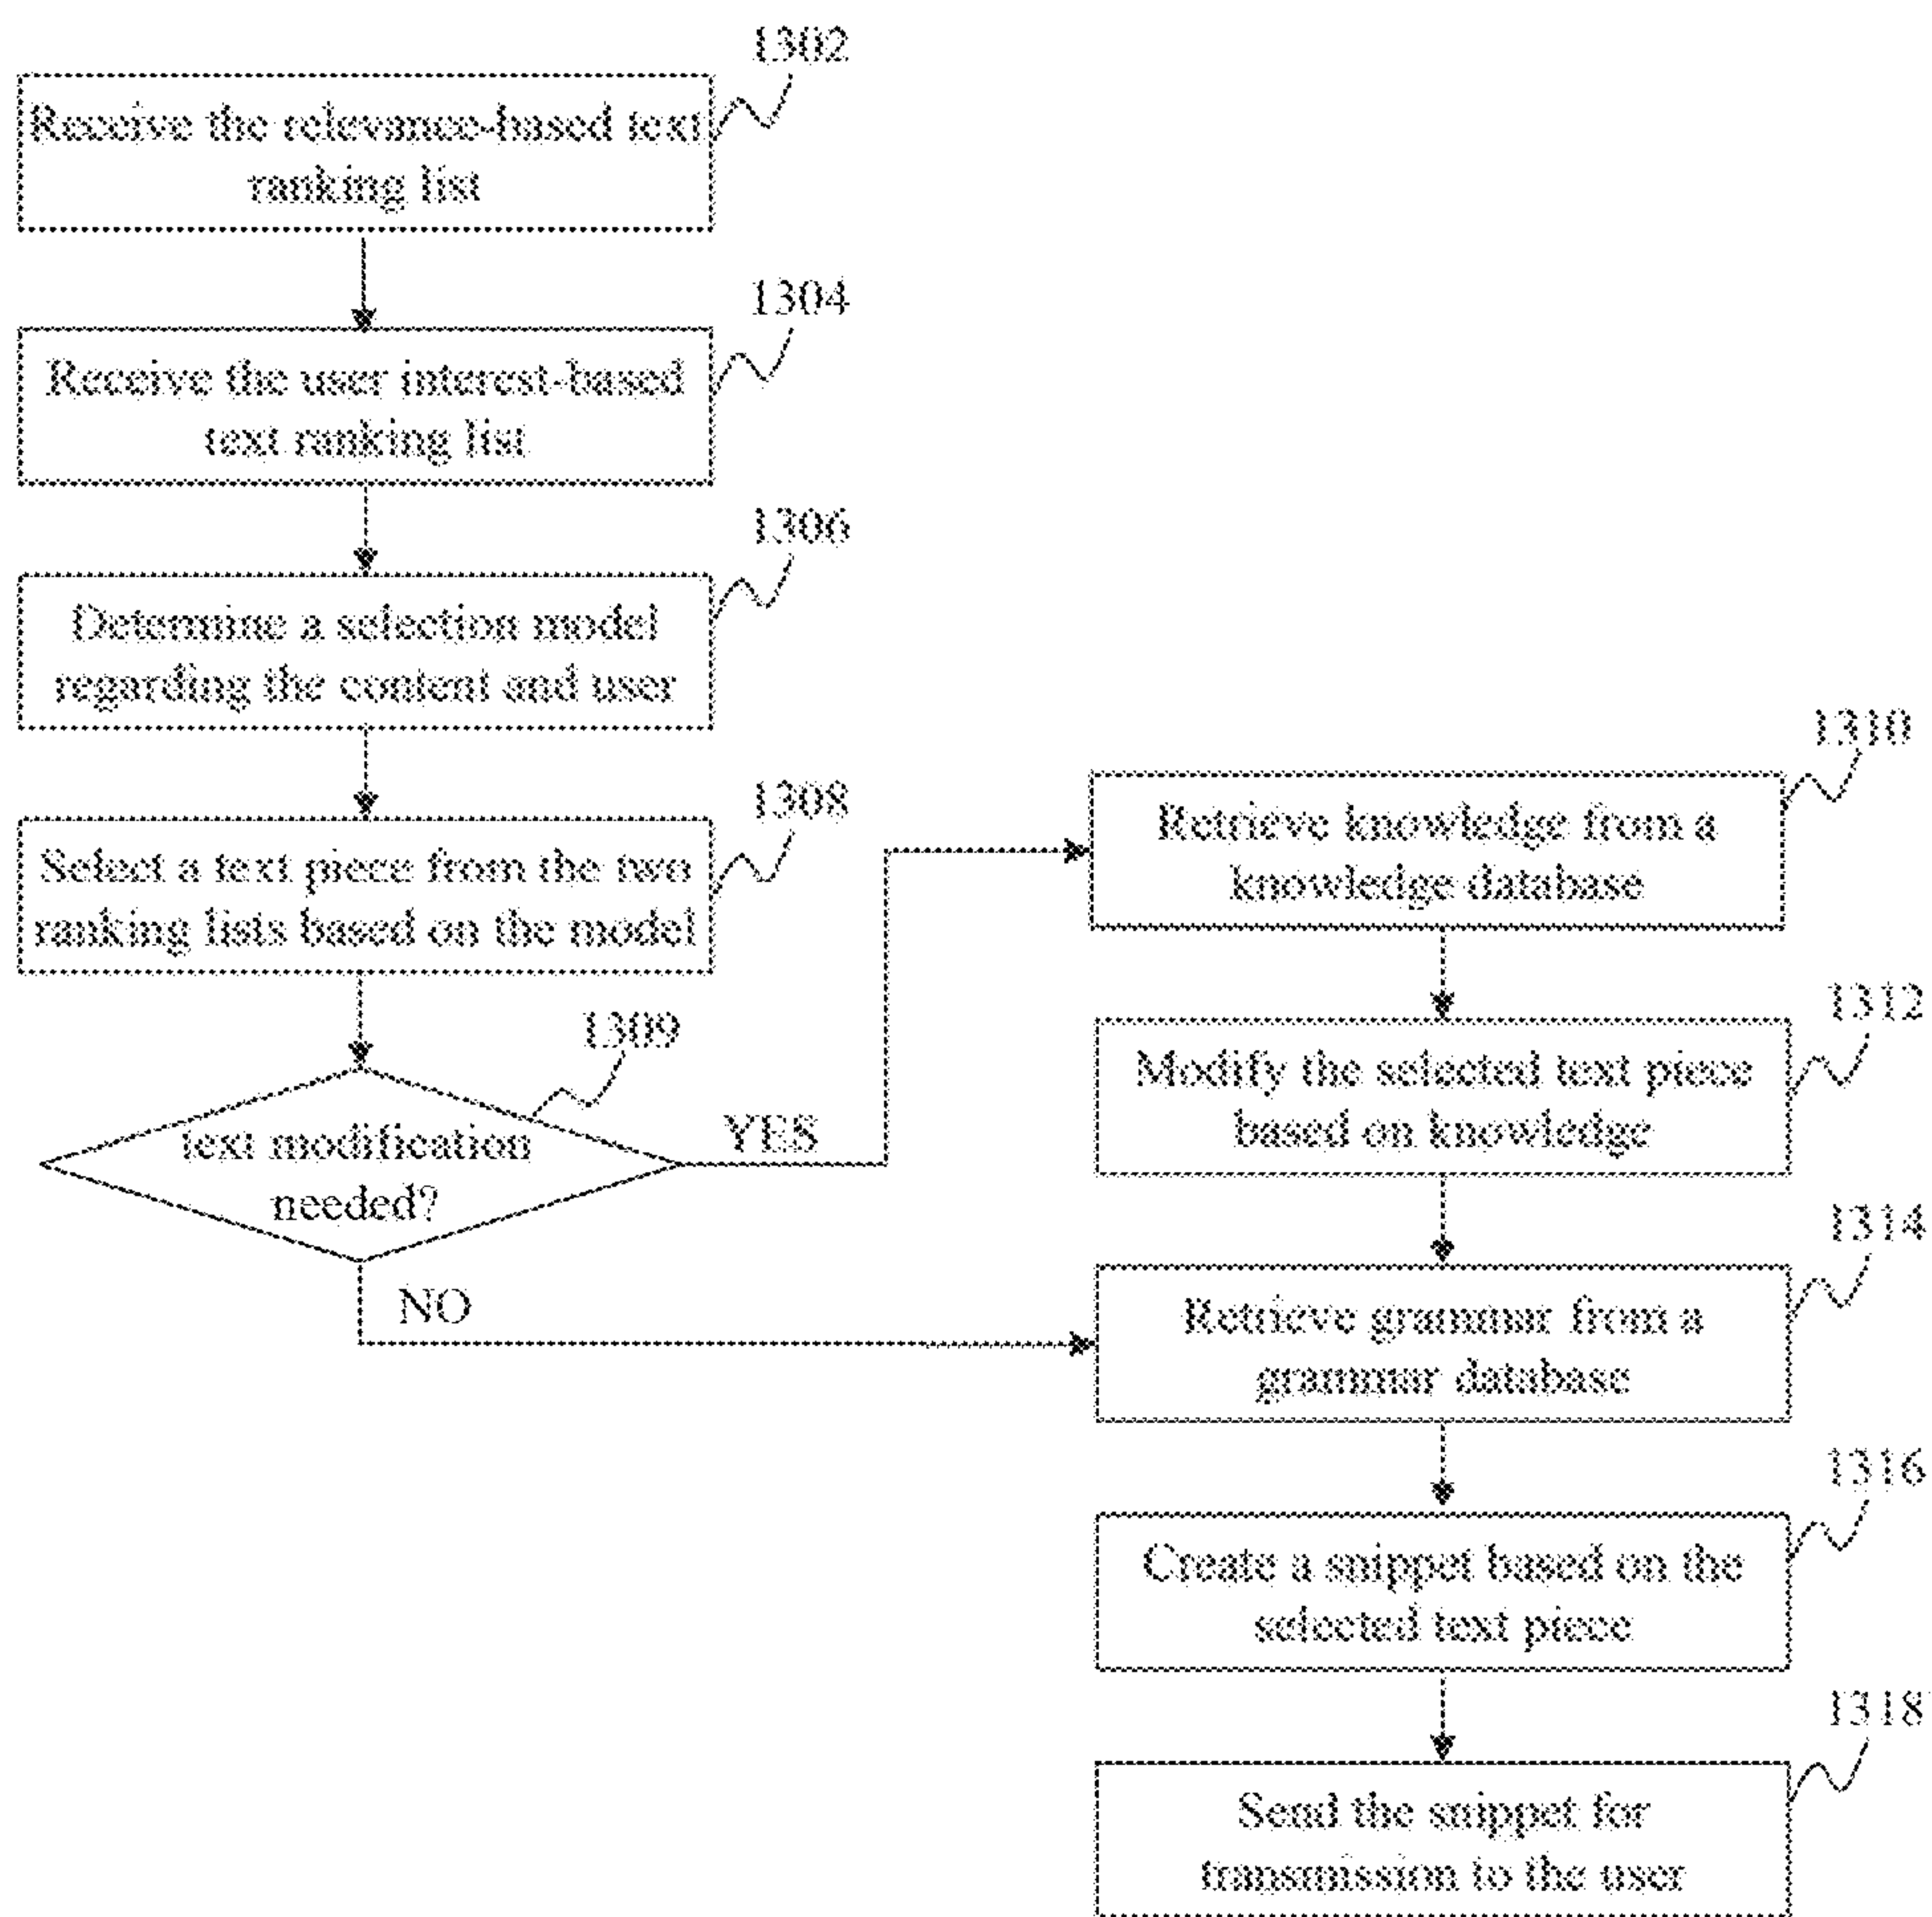 1302
Receive the relevance-based text
ranking list
1304
Receive the user interest-based
text ranking list
1306
Determine a selection model
regarding the content and user
1308
Select a text piece from the two
ranking lists based on the model
1309
text modification
needed?
YES
NO
1310
Retrieve knowledge from a
knowledge database
1312
Modify the selected text piece
based on knowledge
1314
Retrieve grammar from a
grammar database
1316
Create a snippet based on the
selected text piece
1318
Send the snippet for
transmission to the user